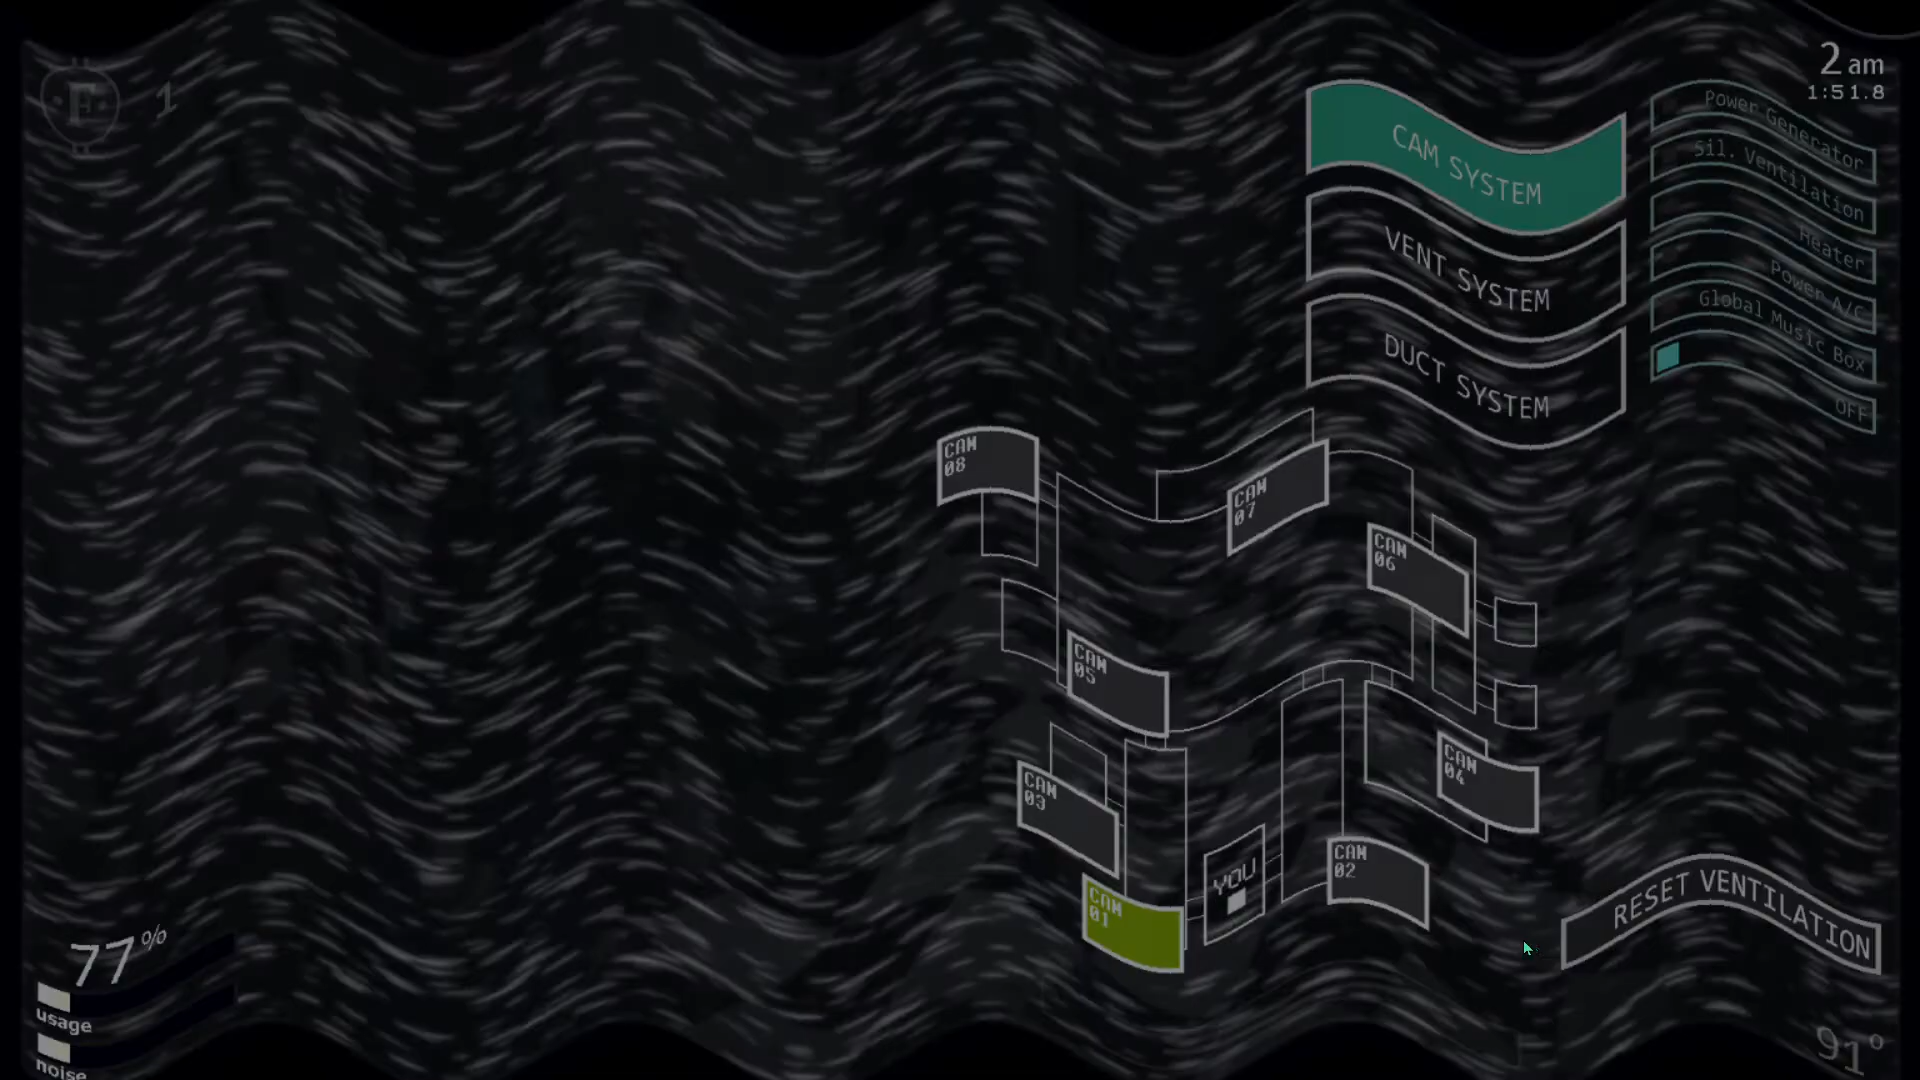 2 am
1:51.8
1
CAM SYSTEM
VENT SYSTEM
DUCT SYSTEM
Power Generator
Sil. Ventilation
Heater
Power A/C
Global Music Box
OFF
CAM
08
CAM
07
CAM
06
CAM
05
CAM
04
CAM
03
CAM
02
CAM
01
YOU
RESET VENTILATION
77%
usage
noise
91°